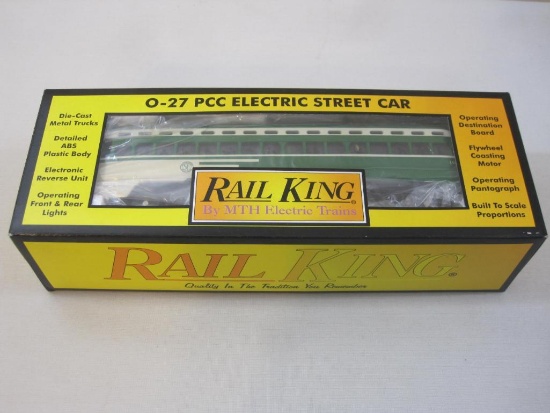 O-27 PCC ELECTRIC STREET CAR
Die-Cast
Metal Trucks
Detailed
ABS
Plastic Body
Electronic
Reverse Unit
Operating
Front & Rear
Lights
RAIL KING®
By MTH Electric Trains
Operating
Destination
Board
Flywheel
Coasting
Motor
Operating
Pantograph
Built To Scale
Proportions
RAIL KING®
Quality In The Tradition You Remember